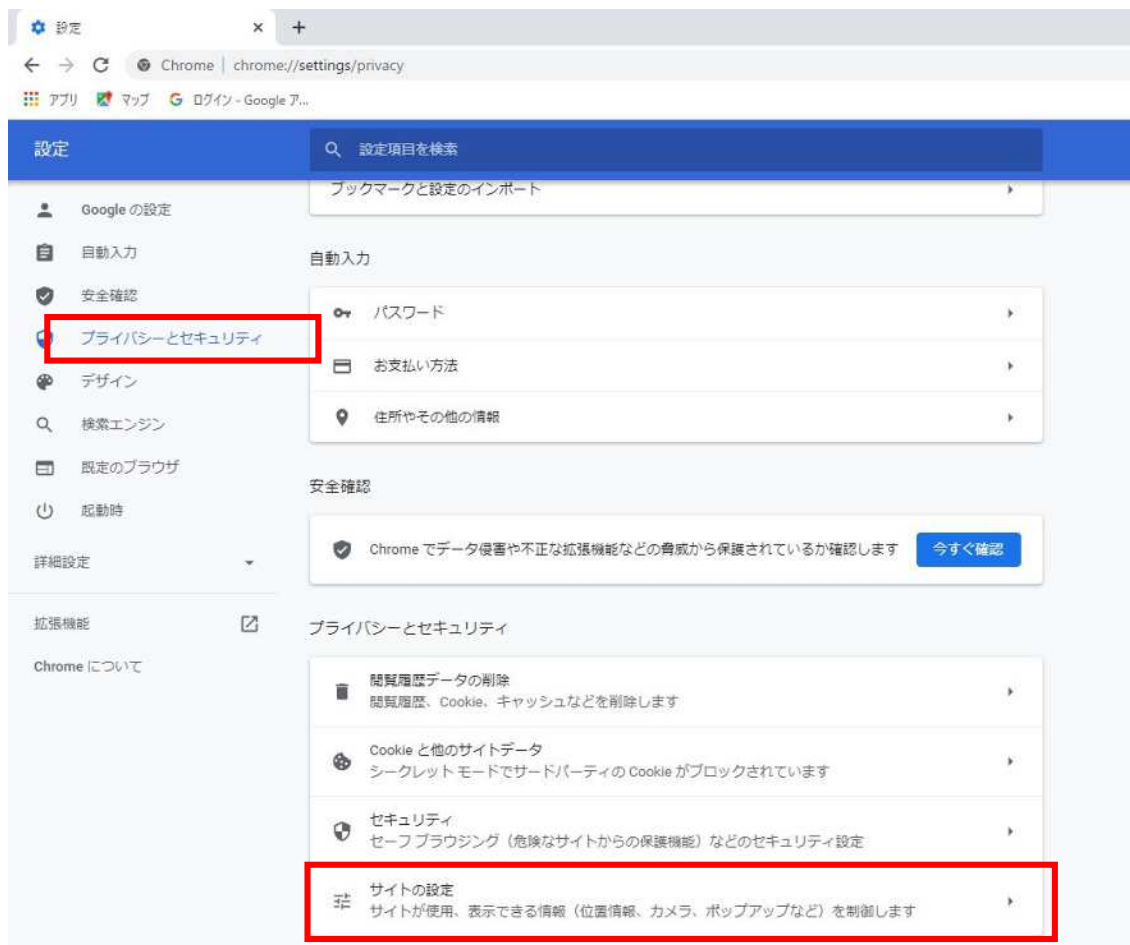 設定
Chrome | chrome://settings/privacy
アプリ マップ ログイン - Google ア...
設定
設定項目を検索
ブックマークと設定のインポート
Google の設定
自動入力
安全確認
プライバシーとセキュリティ
デザイン
検索エンジン
既定のブラウザ
起動時
詳細設定
拡張機能
Chrome について
自動入力
パスワード
お支払い方法
住所やその他の情報
安全確認
Chrome でデータ侵害や不正な拡張機能などの脅威から保護されているか確認します 今すぐ確認
プライバシーとセキュリティ
閲覧履歴データの削除
閲覧履歴、Cookie、キャッシュなどを削除します
Cookie と他のサイトデータ
シークレット モードでサードパーティの Cookie がブロックされています
セキュリティ
セーフ ブラウジング（危険なサイトからの保護機能）などのセキュリティ設定
サイトの設定
サイトが使用、表示できる情報（位置情報、カメラ、ポップアップなど）を制御します